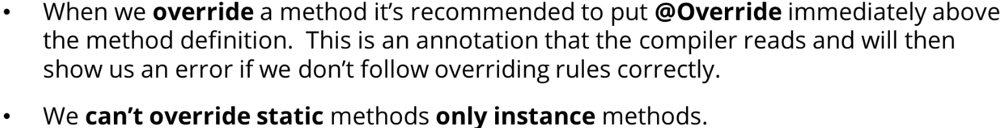 • When we override a method it’s recommended to put @Override immediately above
the method definition.  This is an annotation that the compiler reads and will then
show us an error if we don’t follow overriding rules correctly.
• We can’t override static methods only instance methods.